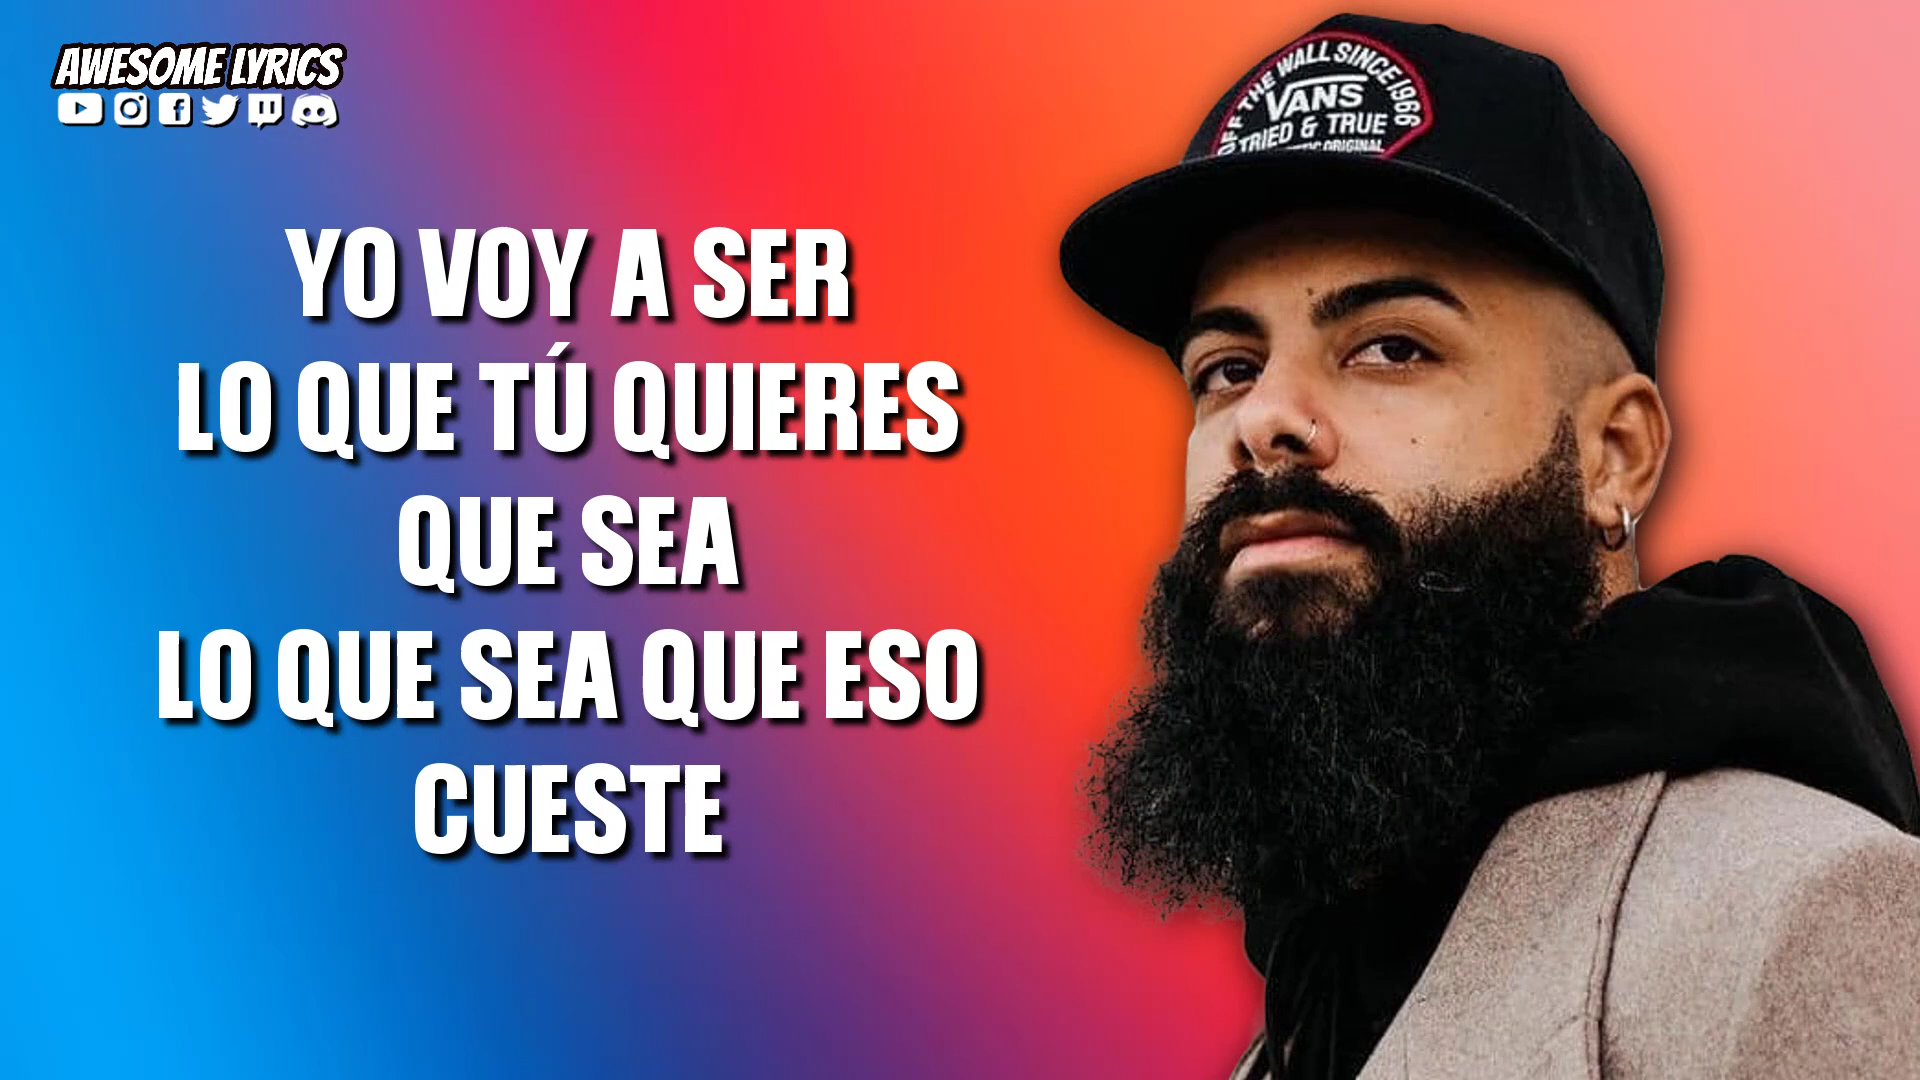 AWESOME LYRICS
OFF THE WALL SINCE 1966
VANS
TRIED & TRUE
ORIGINAL
YO VOY A SER
LO QUE TÚ QUIERES
QUE SEA
LO QUE SEA QUE ESO
CUESTE